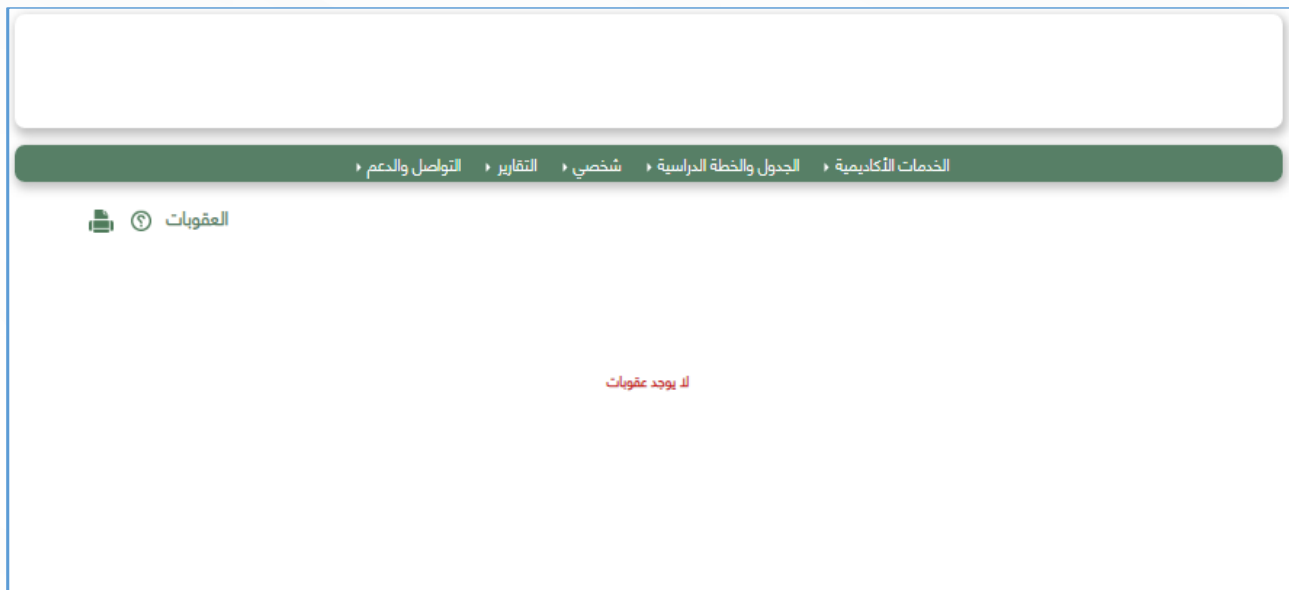 الخدمات الأكاديمية الجدول والخطة الدراسية شخصي التقارير التواصل والدعم
العقوبات
لا يوجد عقوبات